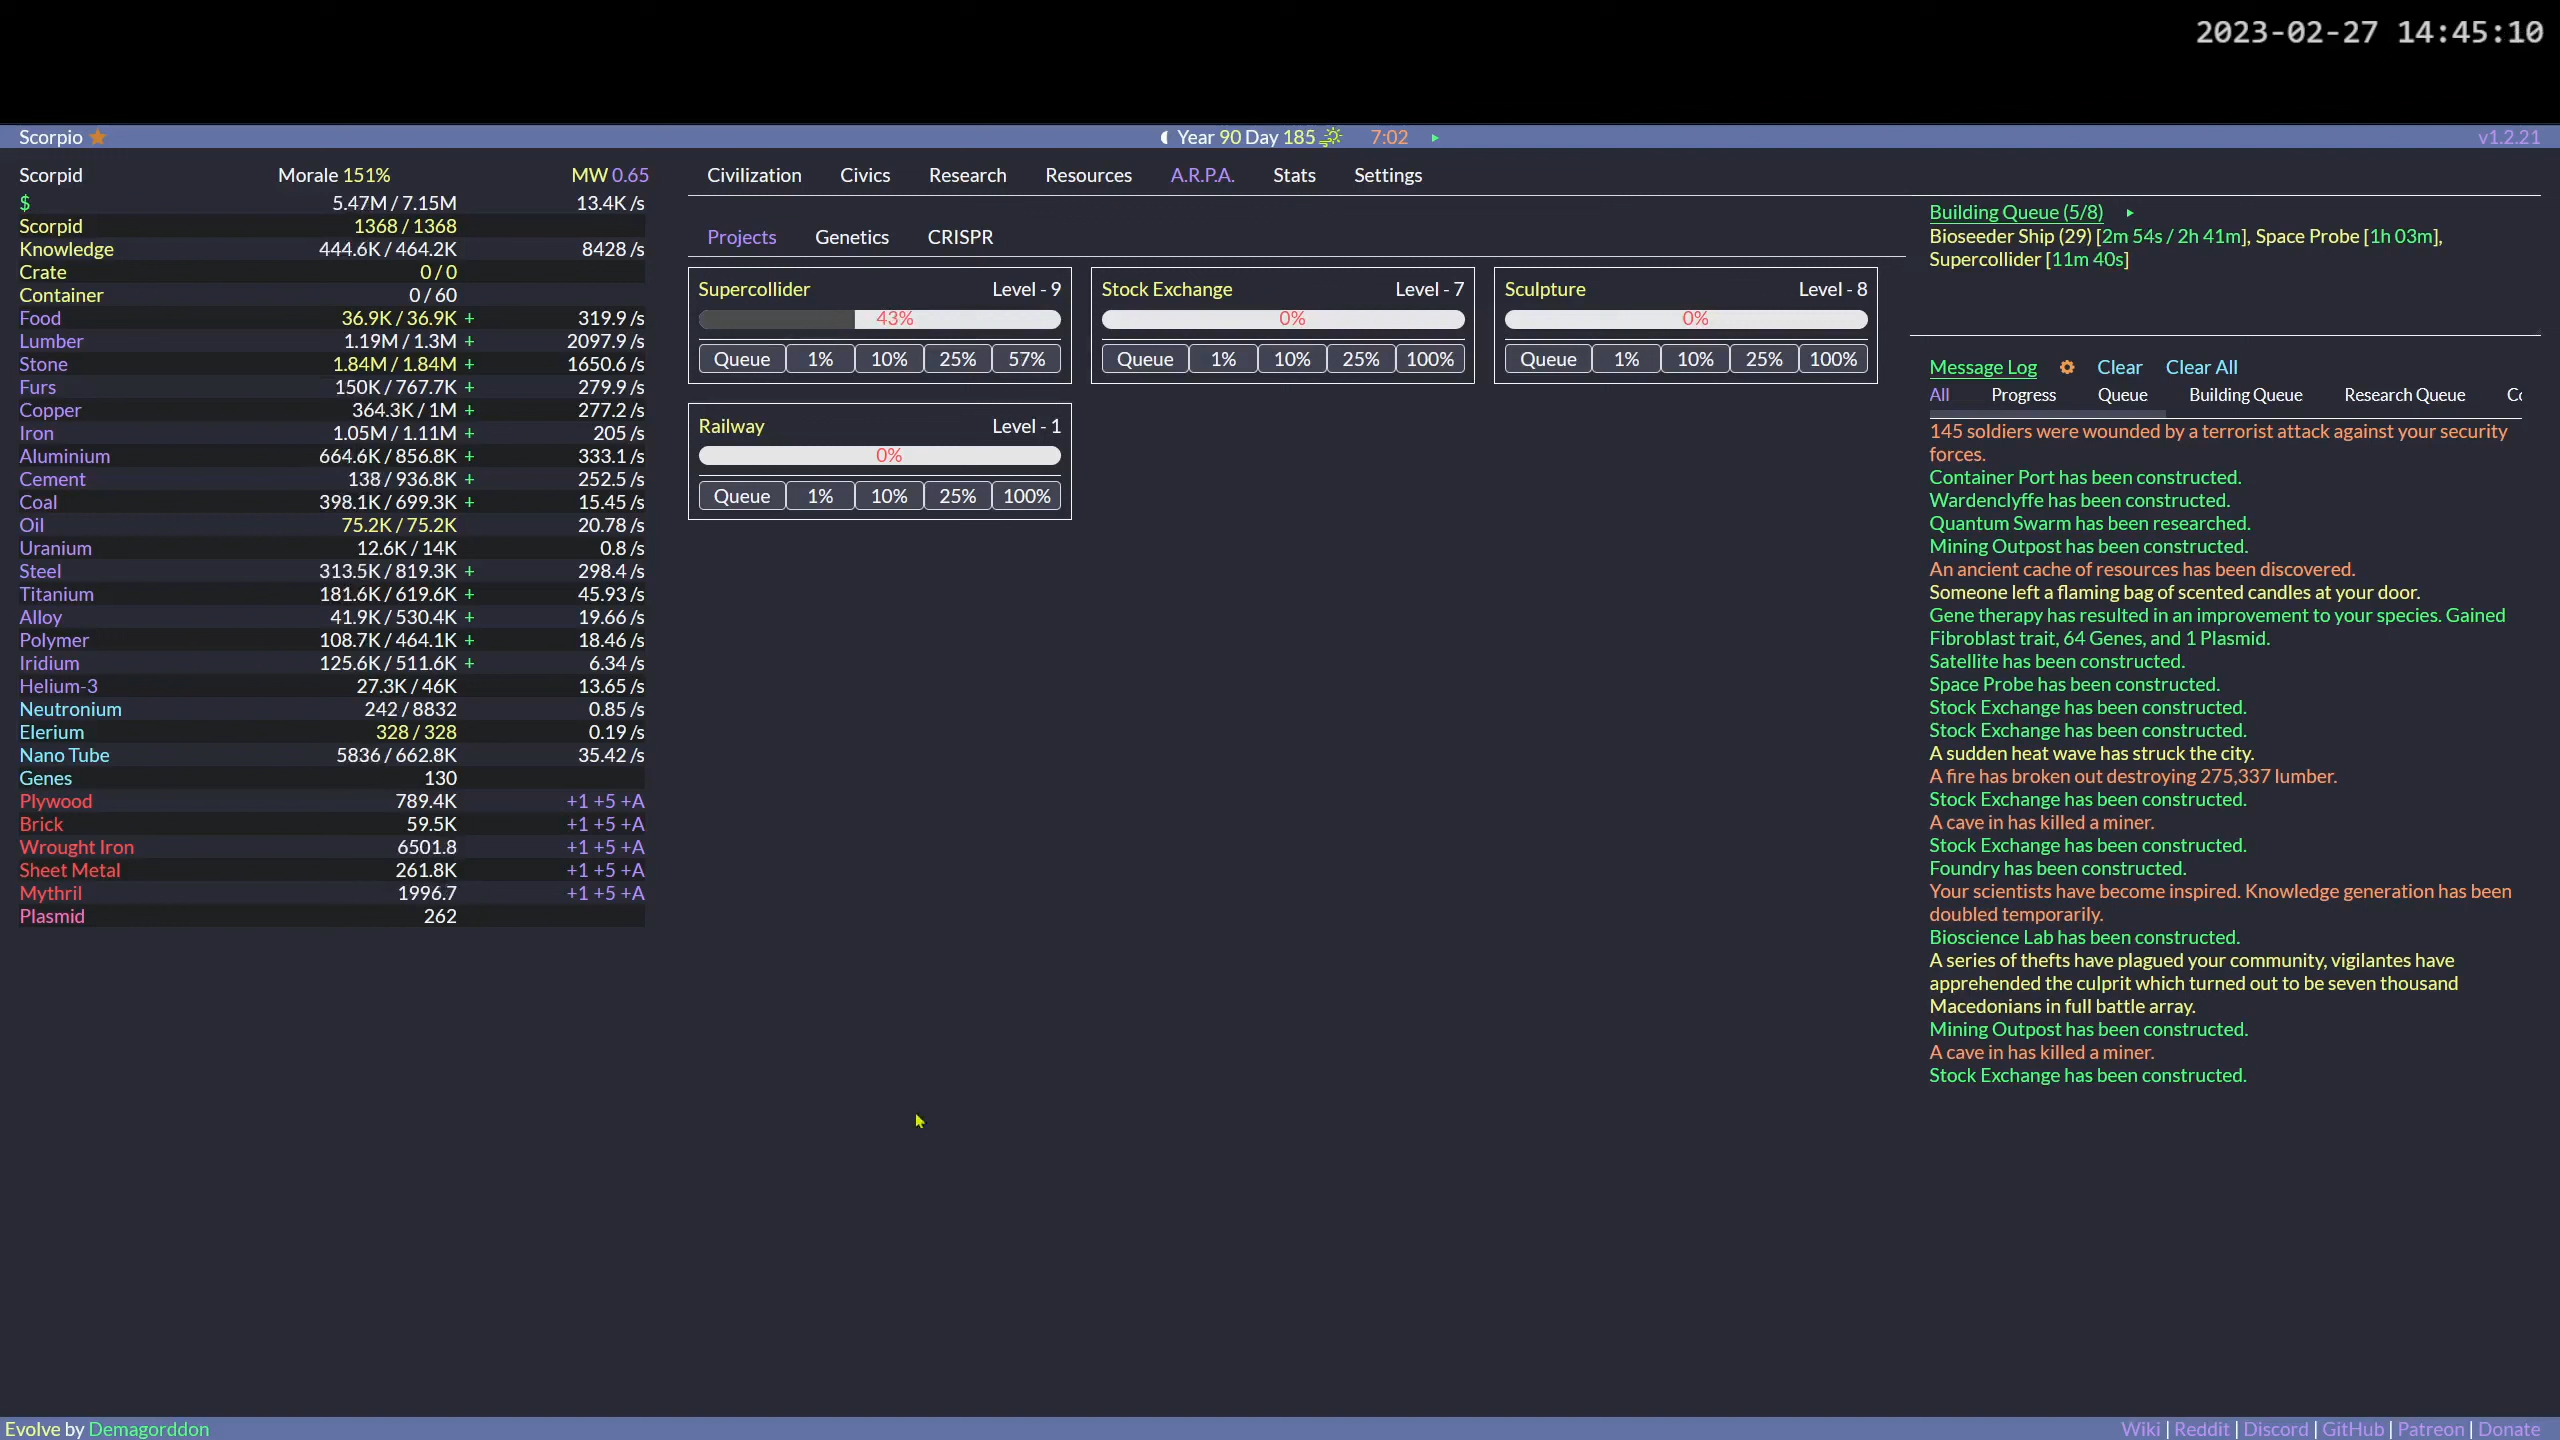 2023-02-27 14:45:10
Scorpio
Year 90 Day 185 7:02
v1.2.21
Scorpid Morale 151% MW 0.65
$ 5.47M / 7.15M 13.4K /s
Scorpid 1368 / 1368
Knowledge 444.6K / 464.2K 8428 /s
Crate 0 / 0
Container 0 / 60
Food 36.9K / 36.9K + 319.9 /s
Lumber 1.19M / 1.3M + 2097.9 /s
Stone 1.84M / 1.84M + 1650.6 /s
Furs 150K / 767.7K + 279.9 /s
Copper 364.3K / 1M + 277.2 /s
Iron 1.05M / 1.11M + 205 /s
Aluminium 664.6K / 856.8K + 333.1 /s
Cement 138 / 936.8K + 252.5 /s
Coal 398.1K / 699.3K + 15.45 /s
Oil 75.2K / 75.2K 20.78 /s
Uranium 12.6K / 14K 0.8 /s
Steel 313.5K / 819.3K + 298.4 /s
Titanium 181.6K / 619.6K + 45.93 /s
Alloy 41.9K / 530.4K + 19.66 /s
Polymer 108.7K / 464.1K + 18.46 /s
Iridium 125.6K / 511.6K + 6.34 /s
Helium-3 27.3K / 46K 13.65 /s
Neutronium 242 / 8832 0.85 /s
Elerium 328 / 328 0.19 /s
Nano Tube 5836 / 662.8K 35.42 /s
Genes 130
Plywood 789.4K +1 +5 +A
Brick 59.5K +1 +5 +A
Wrought Iron 6501.8 +1 +5 +A
Sheet Metal 261.8K +1 +5 +A
Mythril 1996.7 +1 +5 +A
Plasmid 262
Civilization Civics Research Resources A.R.P.A. Stats Settings
Projects Genetics CRISPR
Supercollider Level - 9
43%
Queue 1% 10% 25% 57%
Stock Exchange Level - 7
0%
Queue 1% 10% 25% 100%
Sculpture Level - 8
0%
Queue 1% 10% 25% 100%
Railway Level - 1
0%
Queue 1% 10% 25% 100%
Building Queue (5/8)
Bioseeder Ship (29) [2m 54s / 2h 41m], Space Probe [1h 03m],
Supercollider [11m 40s]
Message Log Clear Clear All
All Progress Queue Building Queue Research Queue
145 soldiers were wounded by a terrorist attack against your security
forces.
Container Port has been constructed.
Wardenclyffe has been constructed.
Quantum Swarm has been researched.
Mining Outpost has been constructed.
An ancient cache of resources has been discovered.
Someone left a flaming bag of scented candles at your door.
Gene therapy has resulted in an improvement to your species. Gained
Fibroblast trait, 64 Genes, and 1 Plasmid.
Satellite has been constructed.
Space Probe has been constructed.
Stock Exchange has been constructed.
Stock Exchange has been constructed.
A sudden heat wave has struck the city.
A fire has broken out destroying 275,337 lumber.
Stock Exchange has been constructed.
A cave in has killed a miner.
Stock Exchange has been constructed.
Foundry has been constructed.
Your scientists have become inspired. Knowledge generation has been
doubled temporarily.
Bioscience Lab has been constructed.
A series of thefts have plagued your community, vigilantes have
apprehended the culprit which turned out to be seven thousand
Macedonians in full battle array.
Mining Outpost has been constructed.
A cave in has killed a miner.
Stock Exchange has been constructed.
Evolve by Demagorddon
Wiki | Reddit | Discord | GitHub | Patreon | Donate